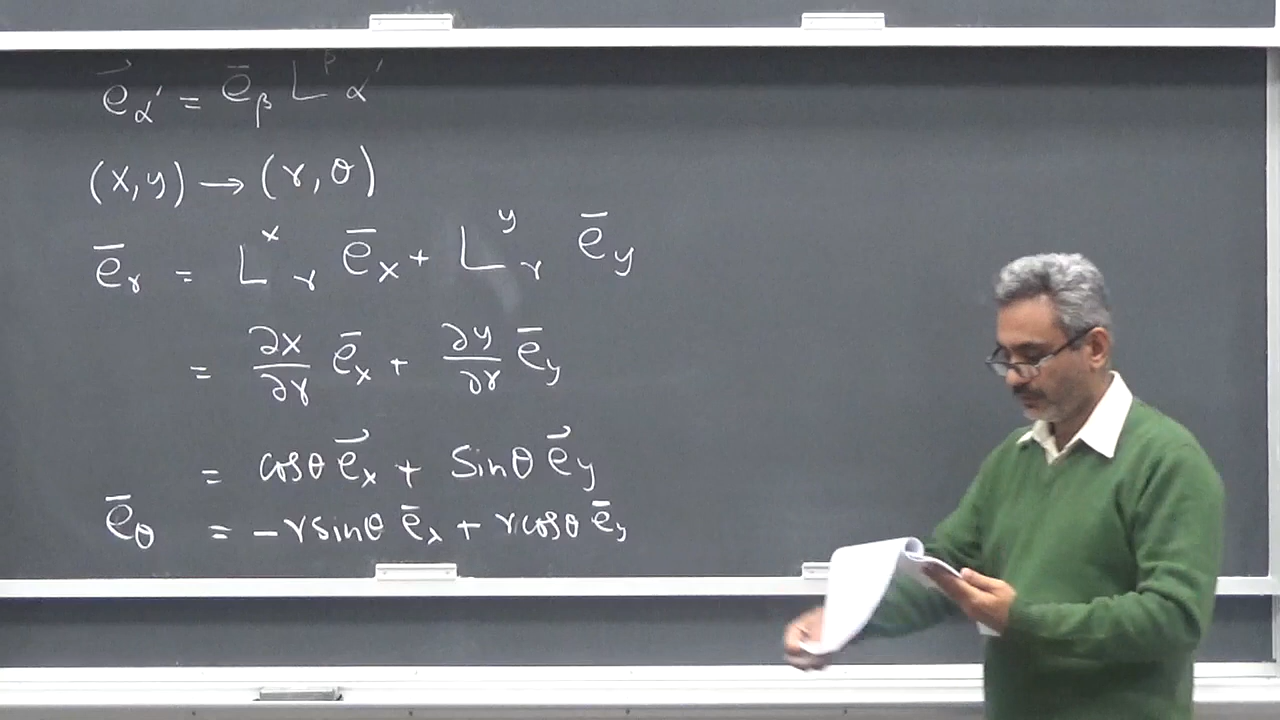 e⃗_α' = ē_β L^β_α'
(x,y) → (r,θ)
ē_r = L^x_r ē_x + L^y_r ē_y
= ∂x/∂r ē_x + ∂y/∂r ē_y
= cosθ e⃗_x + Sinθ e⃗_y
ē_θ = -r sinθ ē_x + r cosθ ē_y